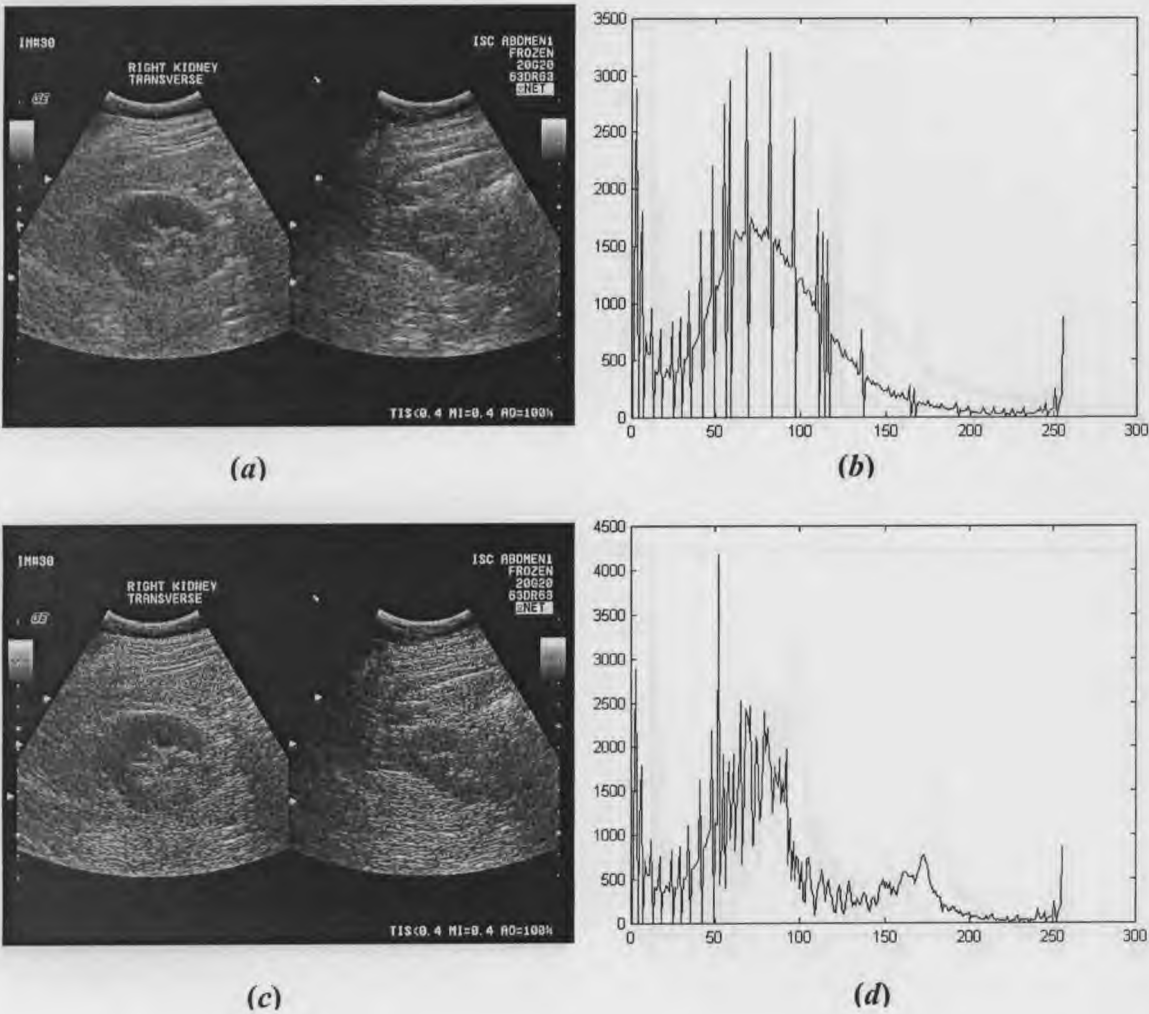 IM#30
RIGHT KIDNEY
TRANSVERSE
ISC ABDMEN1
FROZEN
20G20
63DR63
NET
GE
TIS<0.4 MI=0.4 AO=100%
(a)
3500
3000
2500
2000
1500
1000
500
0
0 50 100 150 200 250 300
(b)
IM#30
RIGHT KIDNEY
TRANSVERSE
ISC ABDMEN1
FROZEN
20G20
63DR63
NET
GE
TIS<0.4 MI=0.4 AO=100%
(c)
4500
4000
3500
3000
2500
2000
1500
1000
500
0
0 50 100 150 200 250 300
(d)